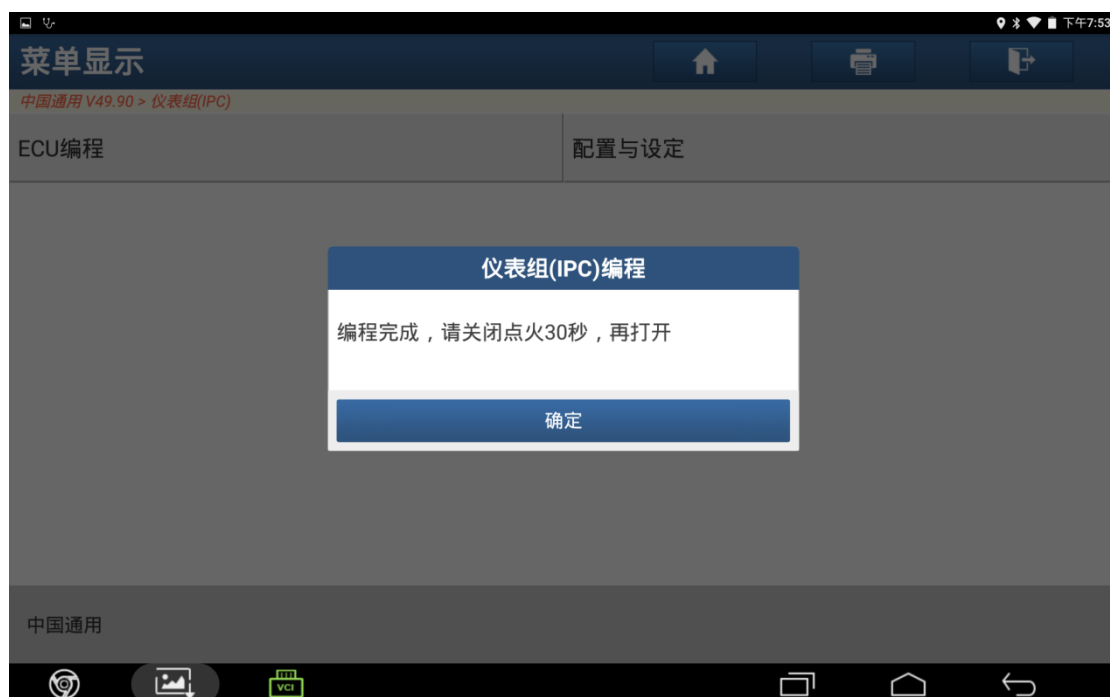 下午7:53
菜单显示
中国通用 V49.90 > 仪表组(IPC)
ECU编程
配置与设定
仪表组(IPC)编程
编程完成，请关闭点火30秒，再打开
确定
中国通用
VCI